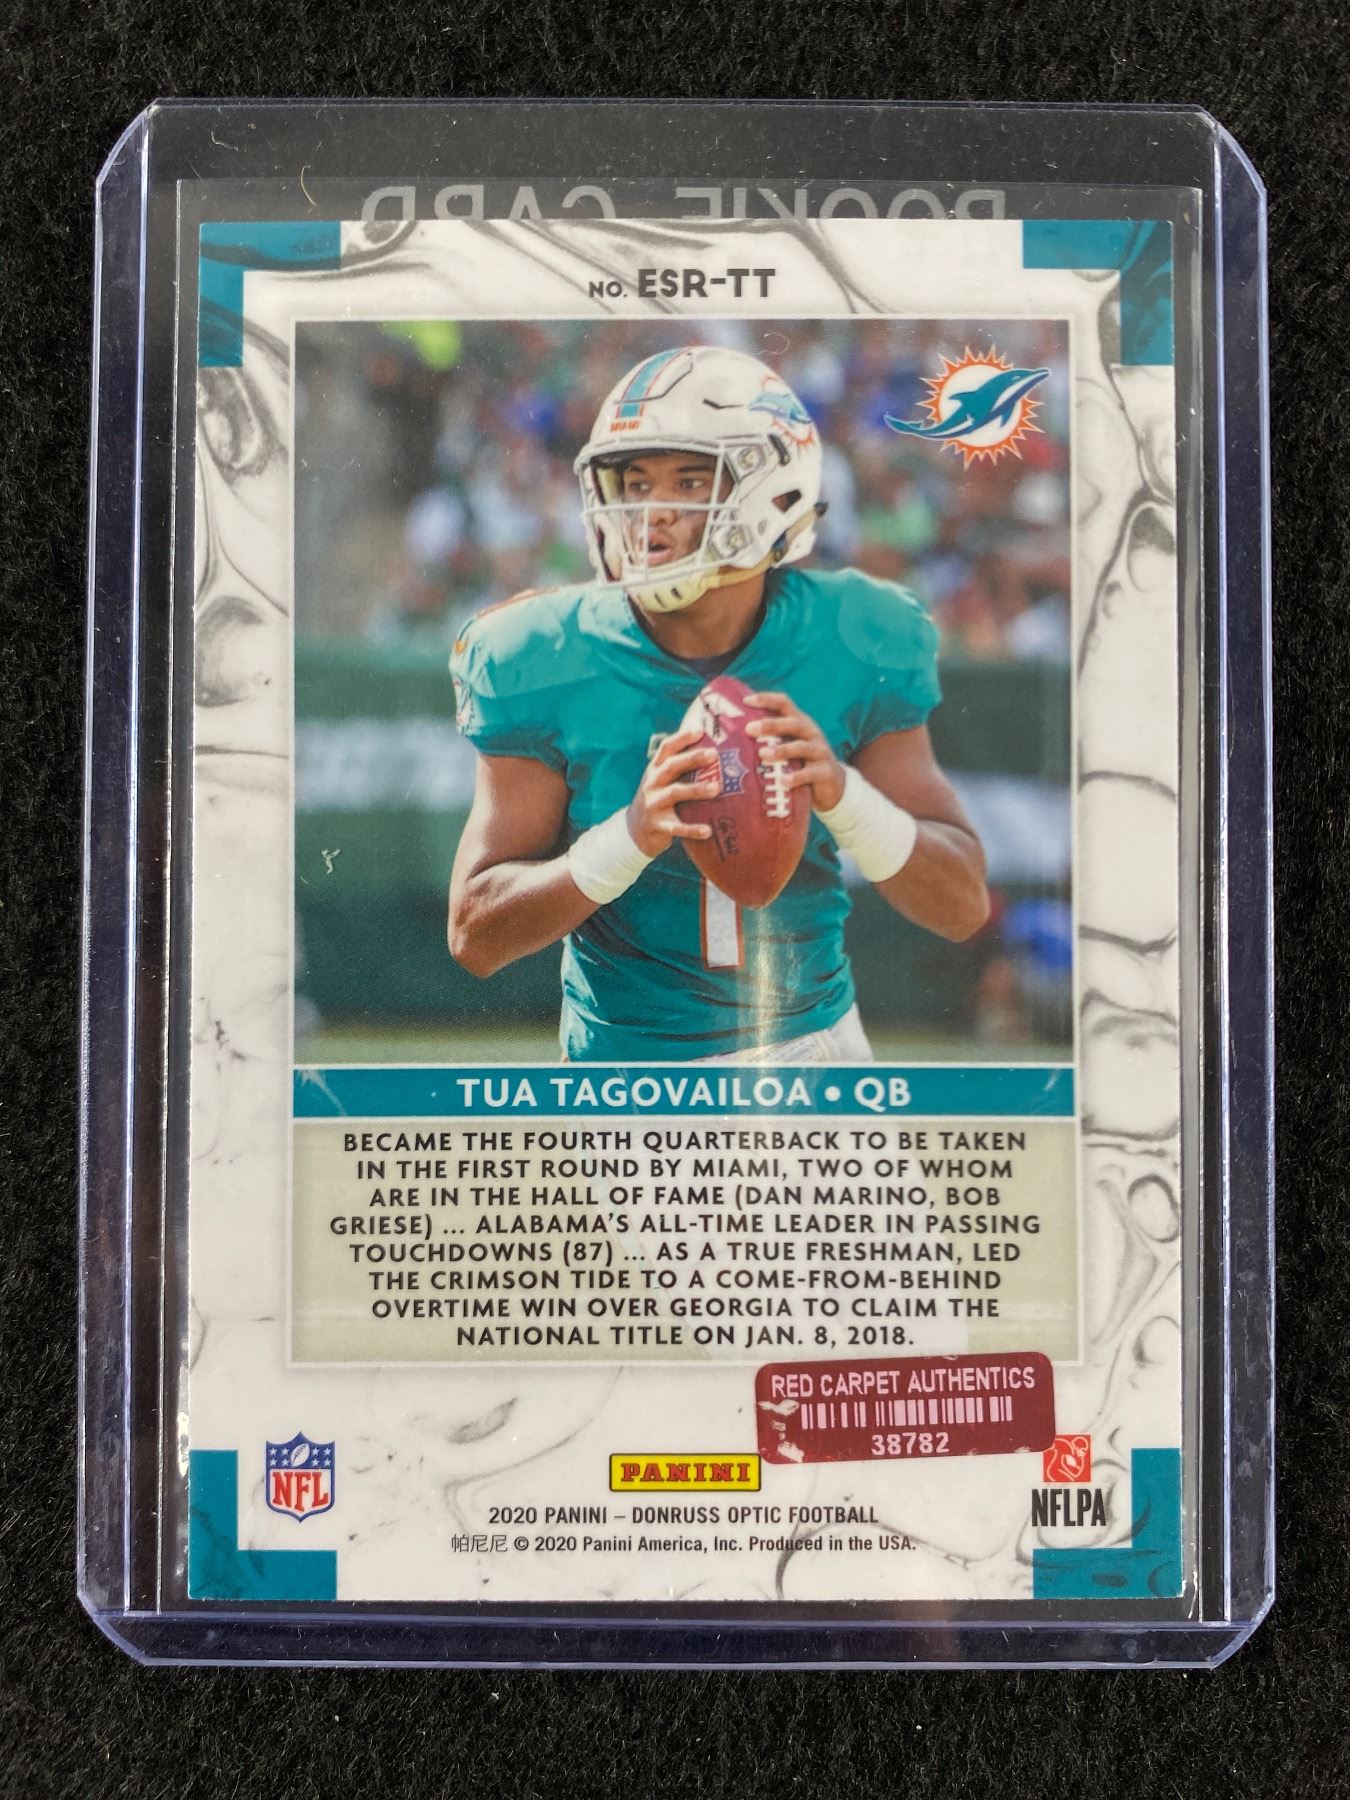 ROOKIE CARD
NO. ESR-TT
MIAMI
1
TUA TAGOVAILOA • QB
BECAME THE FOURTH QUARTERBACK TO BE TAKEN
IN THE FIRST ROUND BY MIAMI, TWO OF WHOM
ARE IN THE HALL OF FAME (DAN MARINO, BOB
GRIESE) ... ALABAMA'S ALL-TIME LEADER IN PASSING
TOUCHDOWNS (87) ... AS A TRUE FRESHMAN, LED
THE CRIMSON TIDE TO A COME-FROM-BEHIND
OVERTIME WIN OVER GEORGIA TO CLAIM THE
NATIONAL TITLE ON JAN. 8, 2018.
RED CARPET AUTHENTICS
38782
NFL
PANINI
NFLPA
2020 PANINI – DONRUSS OPTIC FOOTBALL
帕尼尼 © 2020 Panini America, Inc. Produced in the USA.